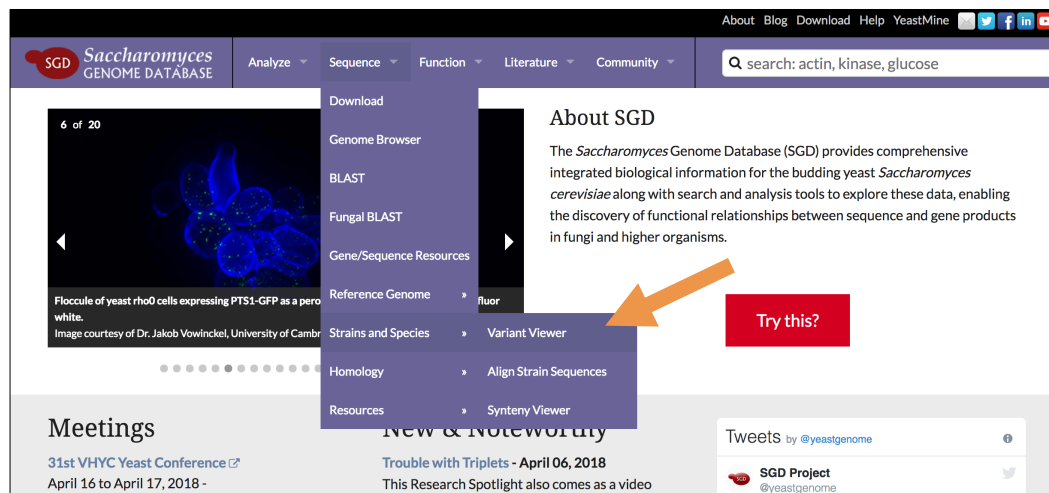 About Blog Download Help YeastMine
SGD Saccharomyces
GENOME DATABASE
Analyze Sequence Function Literature Community
search: actin, kinase, glucose
Download
Genome Browser
BLAST
Fungal BLAST
Gene/Sequence Resources
Reference Genome »
Strains and Species » Variant Viewer
Homology » Align Strain Sequences
Resources » Synteny Viewer
6 of 20
Floccule of yeast rho0 cells expressing PTS1-GFP as a pero fluor
white.
Image courtesy of Dr. Jakob Vowinckel, University of Cambr
About SGD
The Saccharomyces Genome Database (SGD) provides comprehensive
integrated biological information for the budding yeast Saccharomyces
cerevisiae along with search and analysis tools to explore these data, enabling
the discovery of functional relationships between sequence and gene products
in fungi and higher organisms.
Try this?
Meetings
31st VHYC Yeast Conference
April 16 to April 17, 2018 -
New & Noteworthy
Trouble with Triplets - April 06, 2018
This Research Spotlight also comes as a video
Tweets by @yeastgenome
SGD SGD Project
@yeastgenome